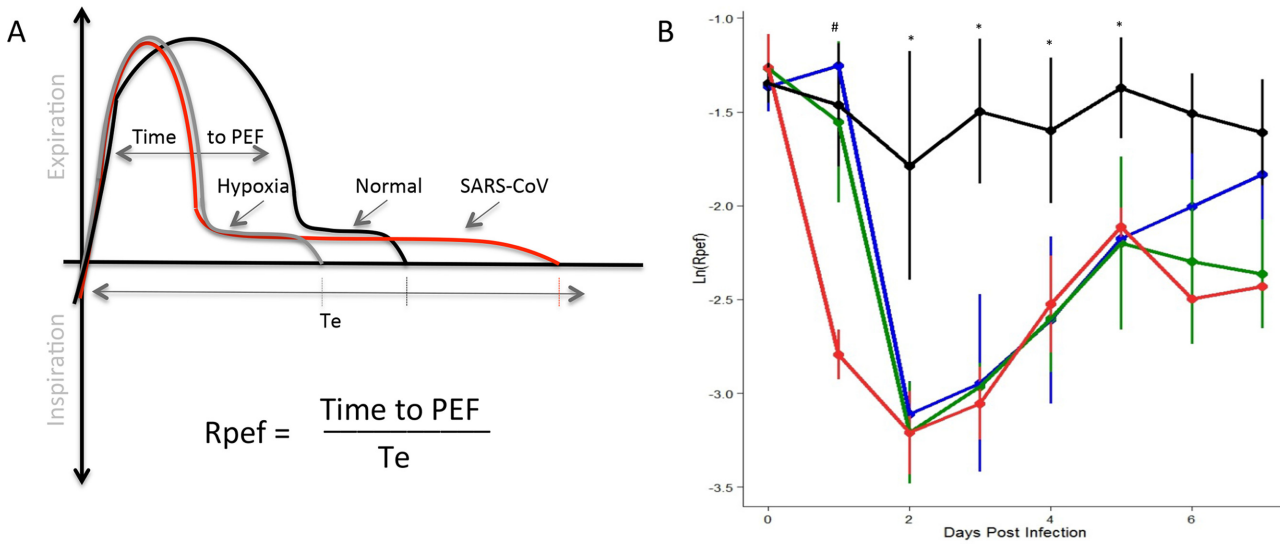 A
Expiration
Inspiration
Time to PEF
Hypoxia
Normal
SARS-CoV
Te
Rpef = Time to PEF
Te
B
Ln(Rpef)
-1.0
-1.5
-2.0
-2.5
-3.0
-3.5
#
*
*
*
*
0
2
4
6
Days Post Infection